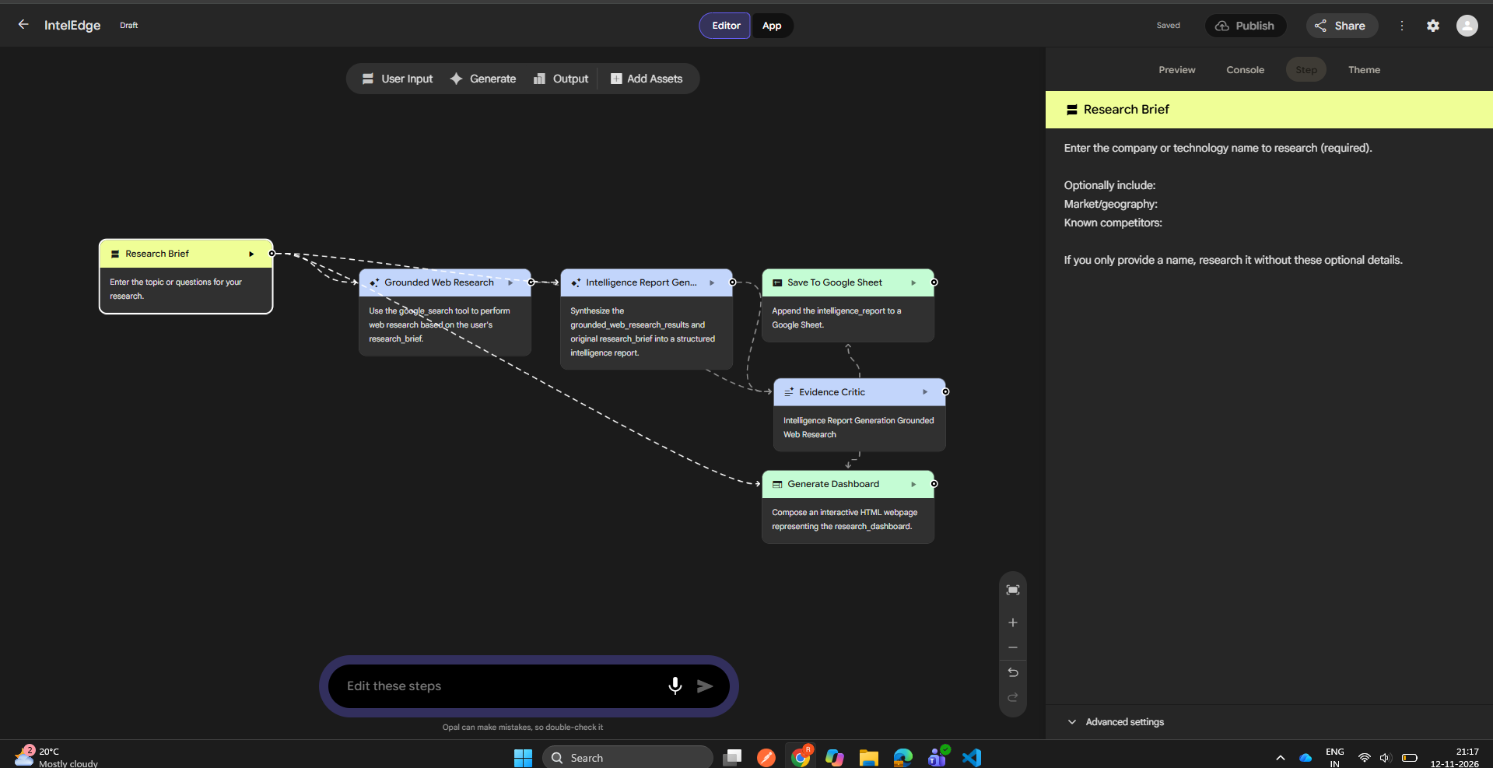 IntelEdge
Draft
Editor
App
Saved
Publish
Share
User Input
Generate
Output
Add Assets
Preview
Console
Step
Theme
Research Brief
Enter the company or technology name to research (required).
Optionally include:
Market/geography:
Known competitors:
If you only provide a name, research it without these optional details.
Research Brief
Enter the topic or questions for your
research.
Grounded Web Research
Use the google_search tool to perform
web research based on the user's
research_brief.
Intelligence Report Gen...
Synthesize the
grounded_web_research_results and
original research_brief into a structured
intelligence report.
Save To Google Sheet
Append the intelligence_report to a
Google Sheet.
Evidence Critic
Intelligence Report Generation Grounded
Web Research
Generate Dashboard
Compose an interactive HTML webpage
representing the research_dashboard.
Edit these steps
Opal can make mistakes, so double-check it
Advanced settings
2
20°C
Mostly cloudy
Search
R
ENG
IN
21:17
12-11-2026